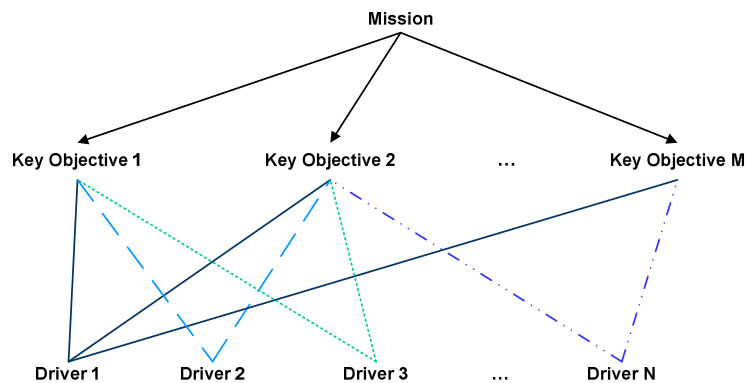 Mission
Key Objective 1 Key Objective 2 ... Key Objective M
Driver 1 Driver 2 Driver 3 ... Driver N